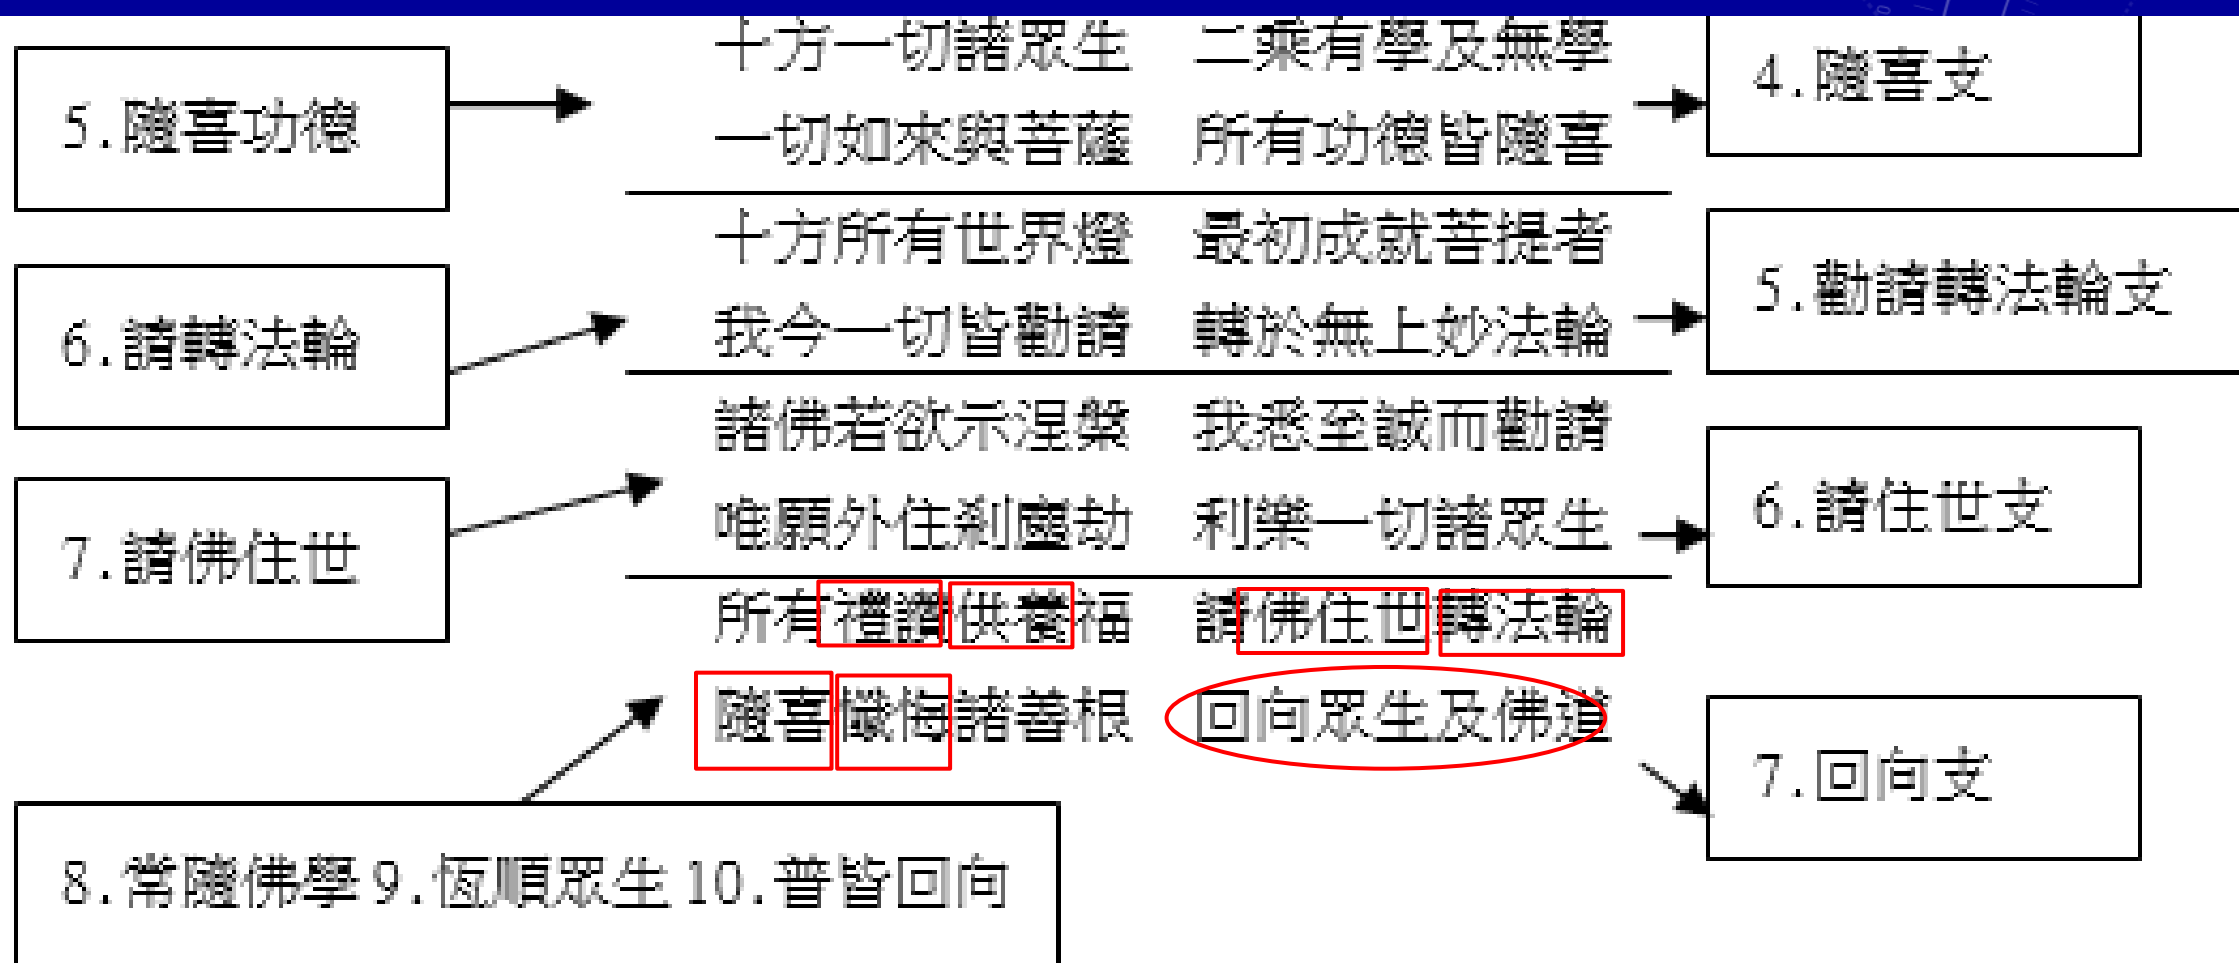 十方一切諸眾生　二乘有學及無學
5.隨喜功德
4.隨喜支
一切如來與菩薩　所有功德皆隨喜
十方所有世界燈　最初成就菩提者
6.請轉法輪
5.勸請轉法輪支
我今一切皆勸請　轉於無上妙法輪
諸佛若欲示涅槃　我悉至誠而勸請
7.請佛住世
6.請住世支
唯願外住剎塵劫　利樂一切諸眾生
所有禮讚供養福　請佛住世轉法輪
隨喜懺悔諸善根　回向眾生及佛道
7.回向支
8.常隨佛學9.恆順眾生10.普皆回向